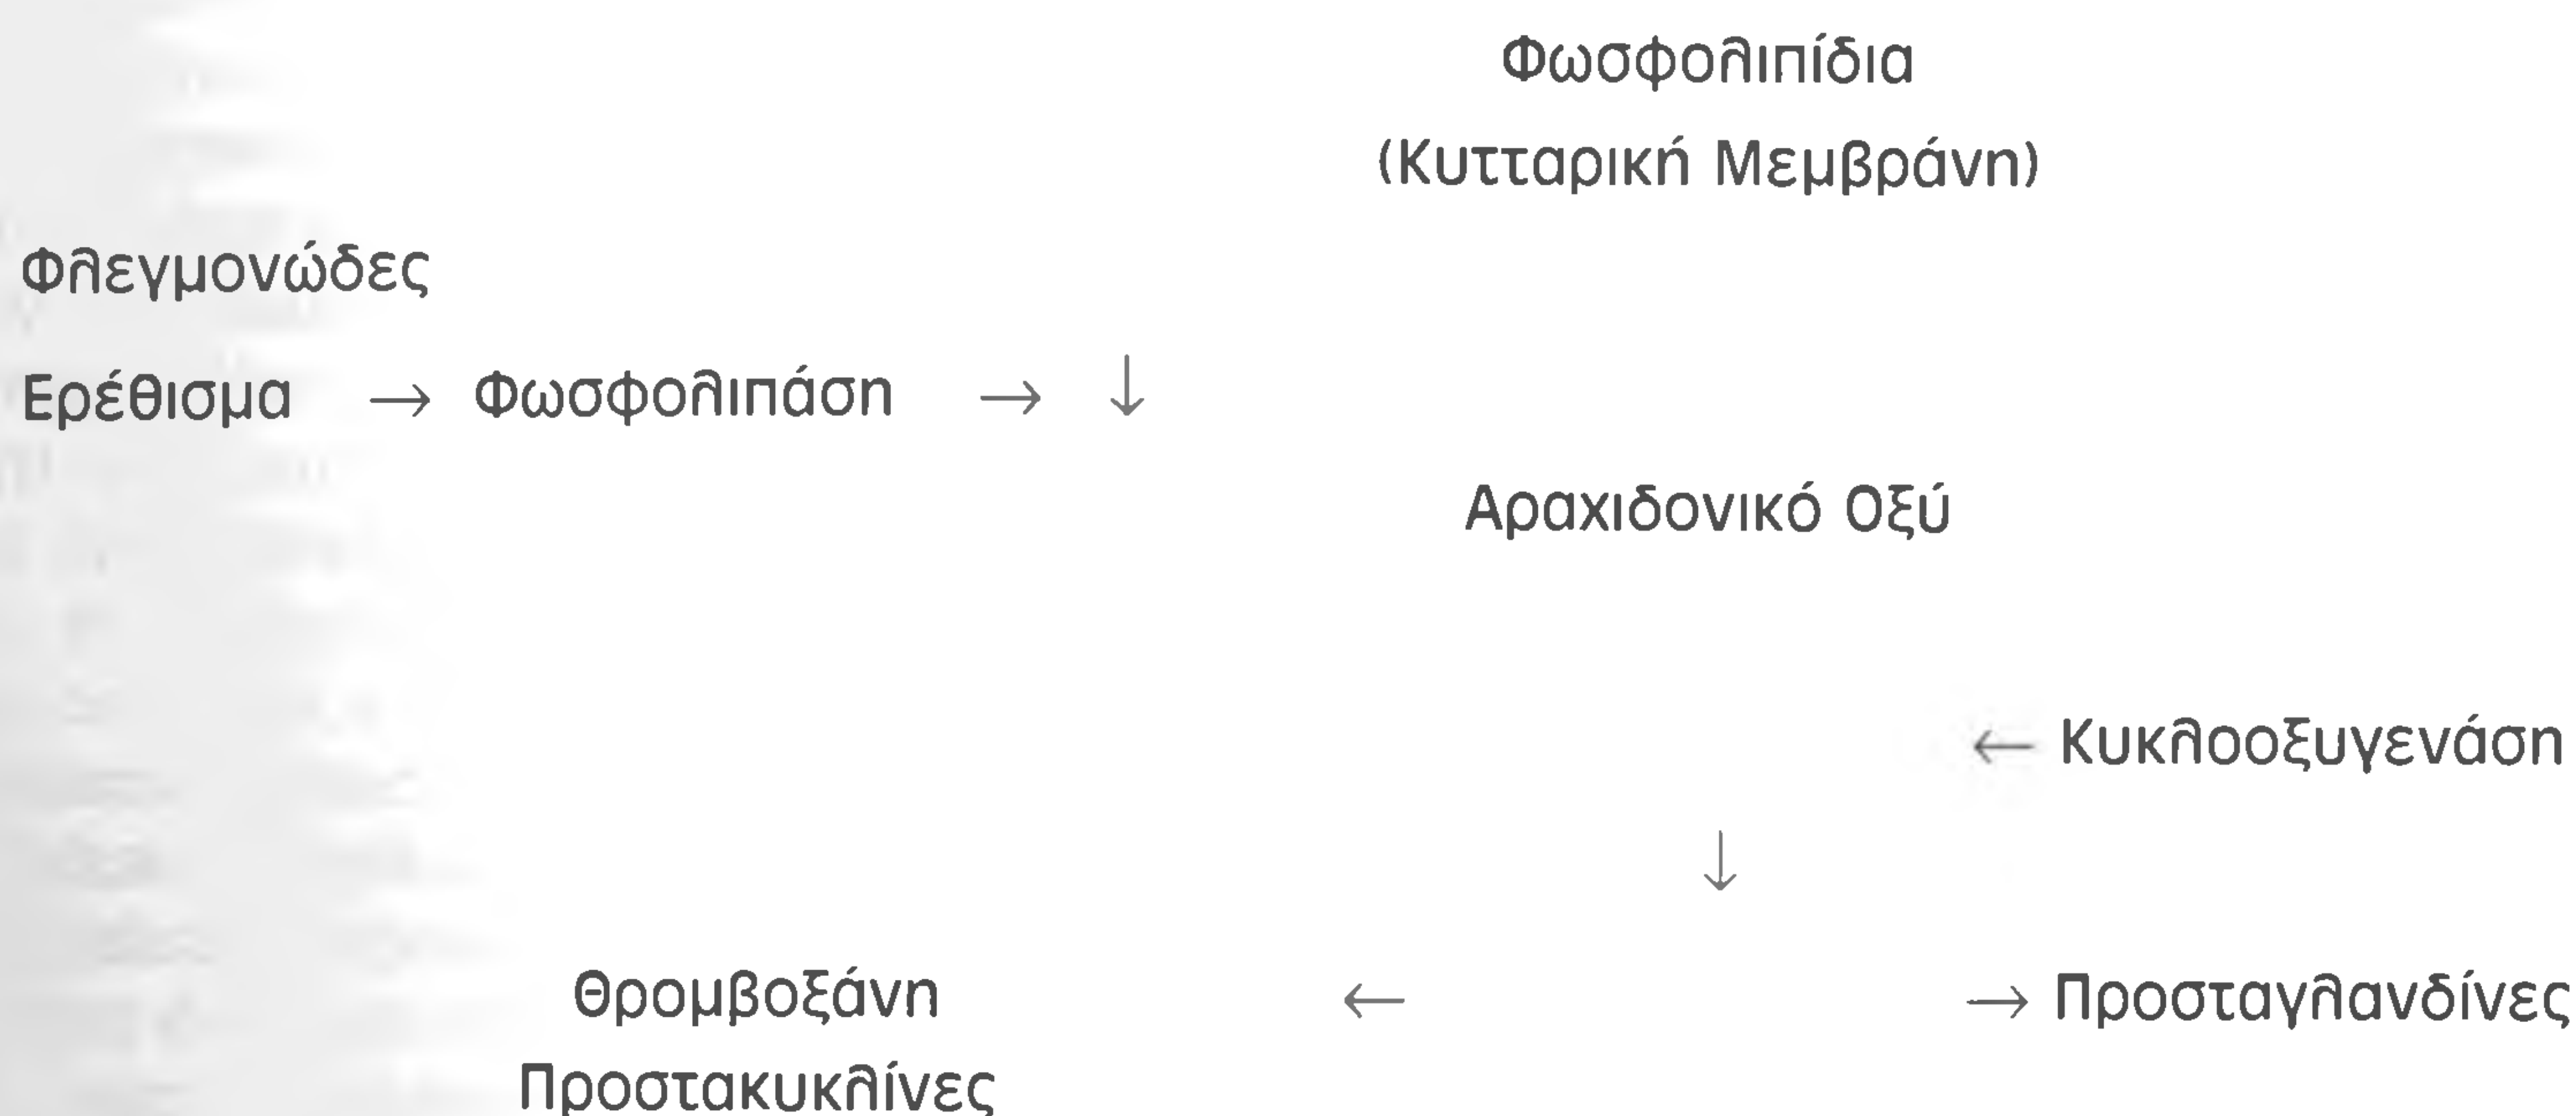 Φωσφολιπίδια
(Κυτταρική Μεμβράνη)
Φλεγμονώδες
Ερέθισμα → Φωσφολιπάση → ↓
Αραχιδονικό Οξύ
← Κυκλοοξυγενάση
↓
Θρομβοξάνη ← → Προσταγλανδίνες
Προστακυκλίνες